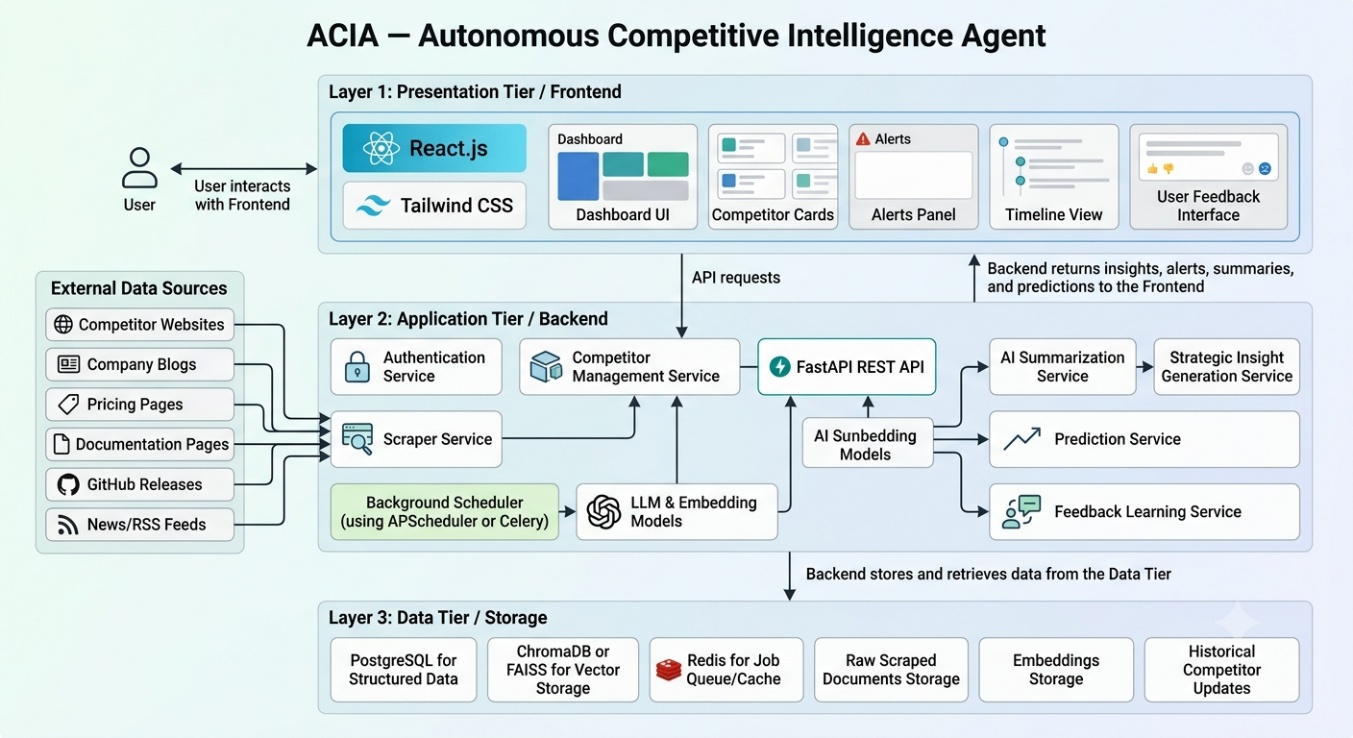 ACIA — Autonomous Competitive Intelligence Agent
Layer 1: Presentation Tier / Frontend
React.js
Tailwind CSS
Dashboard
Dashboard UI
Competitor Cards
Alerts
Alerts Panel
Timeline View
User Feedback
Interface
User
User interacts
with Frontend
API requests
Backend returns insights, alerts, summaries,
and predictions to the Frontend
External Data Sources
Competitor Websites
Company Blogs
Pricing Pages
Documentation Pages
GitHub Releases
News/RSS Feeds
Layer 2: Application Tier / Backend
Authentication
Service
Competitor
Management Service
FastAPI REST API
AI Summarization
Service
Strategic Insight
Generation Service
Scraper Service
AI Sunbedding
Models
Prediction Service
Background Scheduler
(using APScheduler or Celery)
LLM & Embedding
Models
Feedback Learning Service
Backend stores and retrieves data from the Data Tier
Layer 3: Data Tier / Storage
PostgreSQL for
Structured Data
ChromaDB or
FAISS for Vector
Storage
Redis for Job
Queue/Cache
Raw Scraped
Documents Storage
Embeddings
Storage
Historical
Competitor
Updates